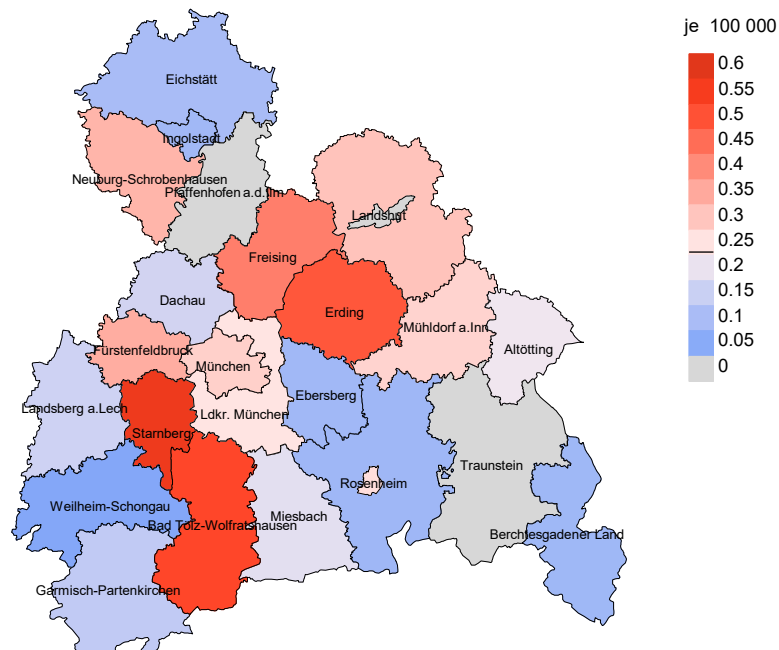 je 100 000
0.6
0.55
0.5
0.45
0.4
0.35
0.3
0.25
0.2
0.15
0.1
0.05
0
Eichstätt
Ingolstadt
Neuburg-Schrobenhausen
Pfaffenhofen a.d.Ilm
Landshut
Freising
Dachau
Erding
Mühldorf a.Inn
Altötting
Fürstenfeldbruck
München
Ebersberg
Landsberg a.Lech
Ldkr. München
Starnberg
Traunstein
Rosenheim
Weilheim-Schongau
Miesbach
Bad Tölz-Wolfratshausen
Berchtesgadener Land
Garmisch-Partenkirchen